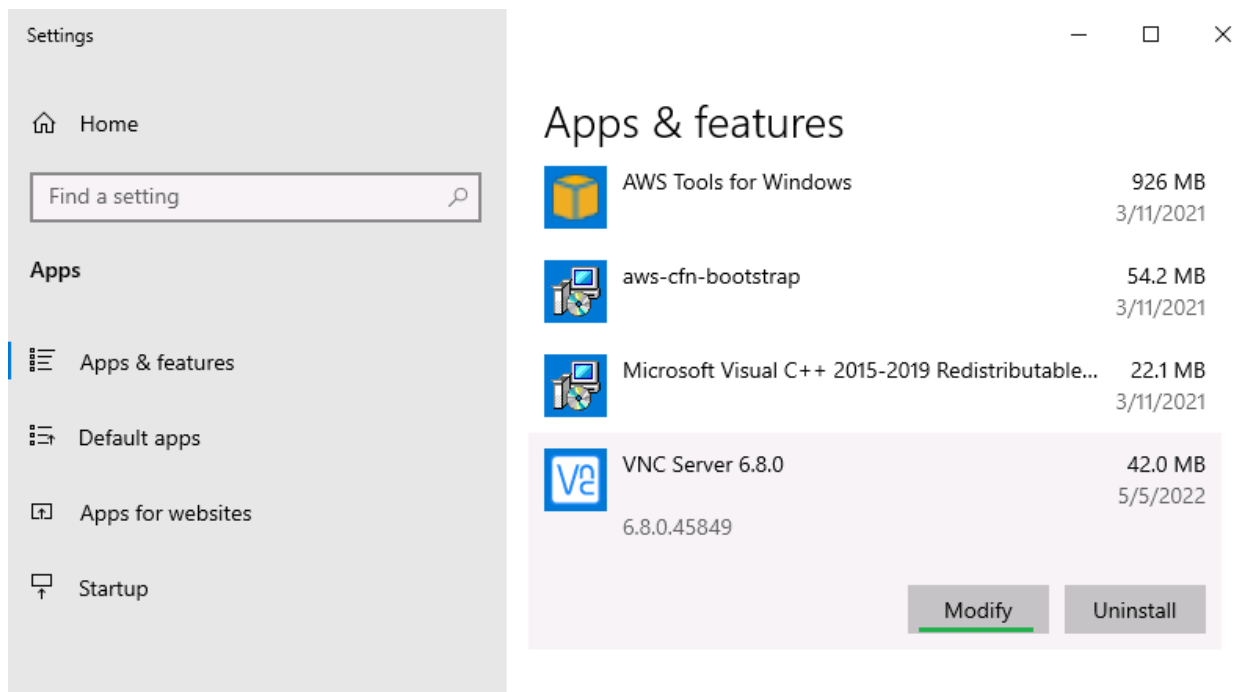 Settings
Home
Find a setting
Apps
Apps & features
Default apps
Apps for websites
Startup
Apps & features
AWS Tools for Windows 926 MB
3/11/2021
aws-cfn-bootstrap 54.2 MB
3/11/2021
Microsoft Visual C++ 2015-2019 Redistributable... 22.1 MB
3/11/2021
VNC Server 6.8.0 42.0 MB
5/5/2022
6.8.0.45849
Modify Uninstall